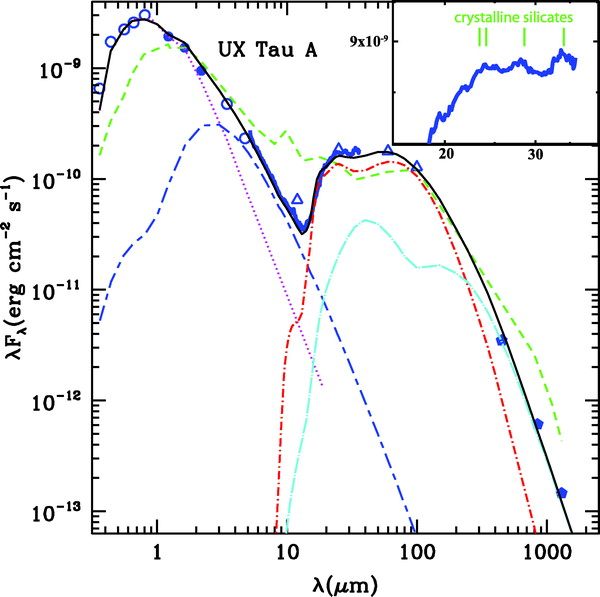 crystalline silicates
9x10⁻⁹
20 30
UX Tau A
10⁻⁹
10⁻¹⁰
10⁻¹¹
10⁻¹²
10⁻¹³
λFλ(erg cm⁻² s⁻¹)
1 10 100 1000
λ(μm)